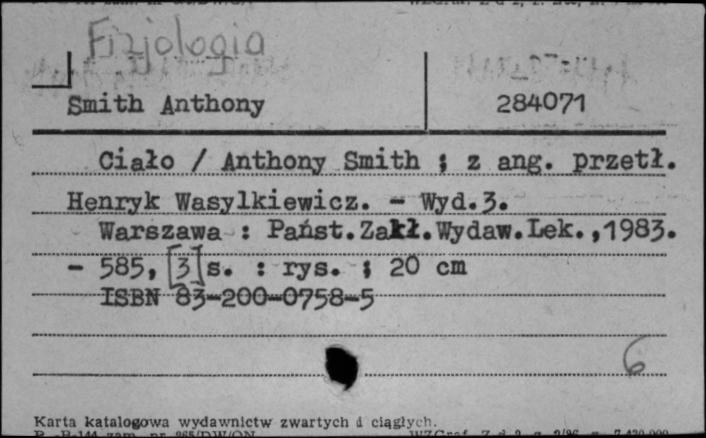 Fizjologia
Smith Anthony 284071
Ciało / Anthony Smith ; z ang. przetł.
Henryk Wasylkiewicz. - Wyd.3.
Warszawa : Państ.Zakł.Wydaw.Lek.,1983.
- 585, [3] s. : rys. ; 20 cm
ISBN 83-200-0758-5
6
Karta katalogowa wydawnictw zwartych i ciągłych.